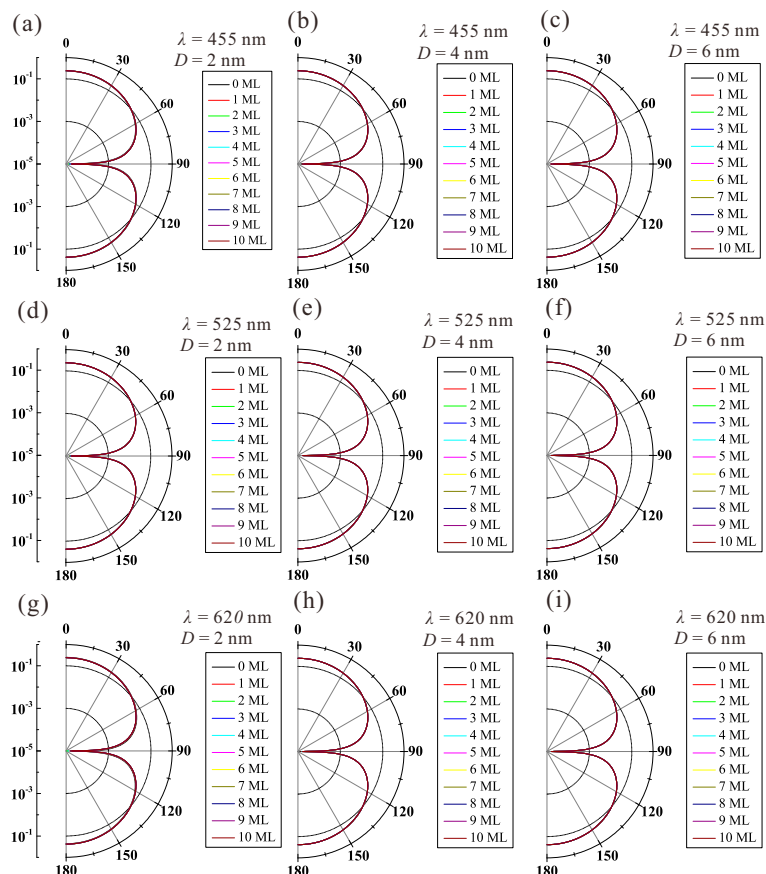 (a)
λ = 455 nm
D = 2 nm
0
30
60
90
120
150
180
10-1
10-3
10-5
10-3
10-1
0 ML
1 ML
2 ML
3 ML
4 ML
5 ML
6 ML
7 ML
8 ML
9 ML
10 ML
(b)
λ = 455 nm
D = 4 nm
0
30
60
90
120
150
180
0 ML
1 ML
2 ML
3 ML
4 ML
5 ML
6 ML
7 ML
8 ML
9 ML
10 ML
(c)
λ = 455 nm
D = 6 nm
0
30
60
90
120
150
180
0 ML
1 ML
2 ML
3 ML
4 ML
5 ML
6 ML
7 ML
8 ML
9 ML
10 ML
(d)
λ = 525 nm
D = 2 nm
0
30
60
90
120
150
180
10-1
10-3
10-5
10-3
10-1
0 ML
1 ML
2 ML
3 ML
4 ML
5 ML
6 ML
7 ML
8 ML
9 ML
10 ML
(e)
λ = 525 nm
D = 4 nm
0
30
60
90
120
150
180
0 ML
1 ML
2 ML
3 ML
4 ML
5 ML
6 ML
7 ML
8 ML
9 ML
10 ML
(f)
λ = 525 nm
D = 6 nm
0
30
60
90
120
150
180
0 ML
1 ML
2 ML
3 ML
4 ML
5 ML
6 ML
7 ML
8 ML
9 ML
10 ML
(g)
λ = 620 nm
D = 2 nm
0
30
60
90
120
150
180
10-1
10-3
10-5
10-3
10-1
0 ML
1 ML
2 ML
3 ML
4 ML
5 ML
6 ML
7 ML
8 ML
9 ML
10 ML
(h)
λ = 620 nm
D = 4 nm
0
30
60
90
120
150
180
0 ML
1 ML
2 ML
3 ML
4 ML
5 ML
6 ML
7 ML
8 ML
9 ML
10 ML
(i)
λ = 620 nm
D = 6 nm
0
30
60
90
120
150
180
0 ML
1 ML
2 ML
3 ML
4 ML
5 ML
6 ML
7 ML
8 ML
9 ML
10 ML